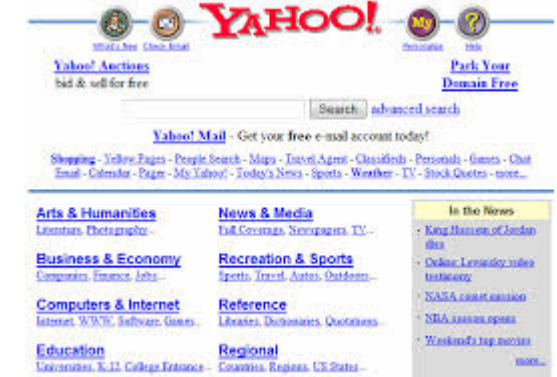 YAHOO!
What's New Check Email
My
?
Personalize Help
Yahoo! Auctions
bid & sell for free
Park Your
Domain Free
Search advanced search
Yahoo! Mail - Get your free e-mail account today!
Shopping - Yellow Pages - People Search - Maps - Travel Agent - Classifieds - Personals - Games - Chat
Email - Calendar - Pager - My Yahoo! - Today's News - Sports - Weather - TV - Stock Quotes - more...
Arts & Humanities
Literature, Photography...
News & Media
Full Coverage, Newspapers, TV...
Business & Economy
Companies, Finance, Jobs...
Recreation & Sports
Sports, Travel, Autos, Outdoors...
Computers & Internet
Internet, WWW, Software, Games...
Reference
Libraries, Dictionaries, Quotations...
Education
Universities, K-12, College Entrance...
Regional
Countries, Regions, US States...
In the News
· King Hussein of Jordan
dies
· Online: Lewinsky video
testimony
· NASA comet mission
· NBA season opens
· Weekend's top movies
more...